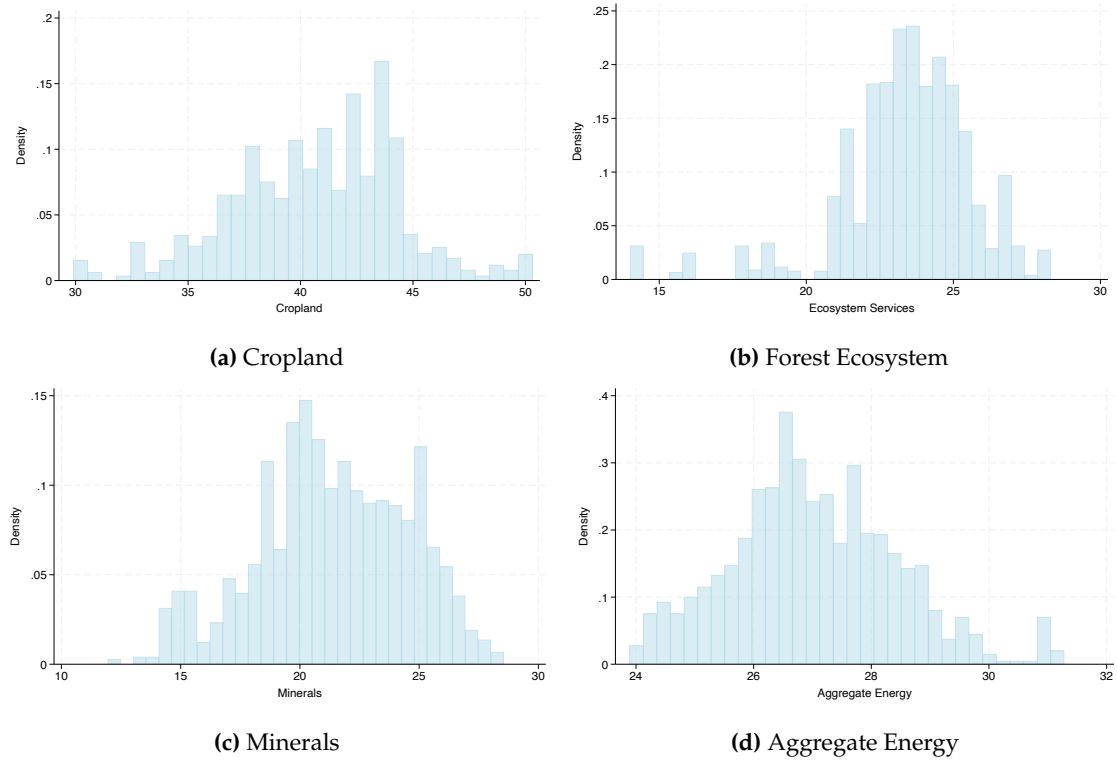 .2
.15
.1
.05
0
Density
30 35 40 45 50
Cropland
(a) Cropland
.25
.2
.15
.1
.05
0
Density
15 20 25 30
Ecosystem Services
(b) Forest Ecosystem
.15
.1
.05
0
Density
10 15 20 25 30
Minerals
(c) Minerals
.4
.3
.2
.1
0
Density
24 26 28 30 32
Aggregate Energy
(d) Aggregate Energy